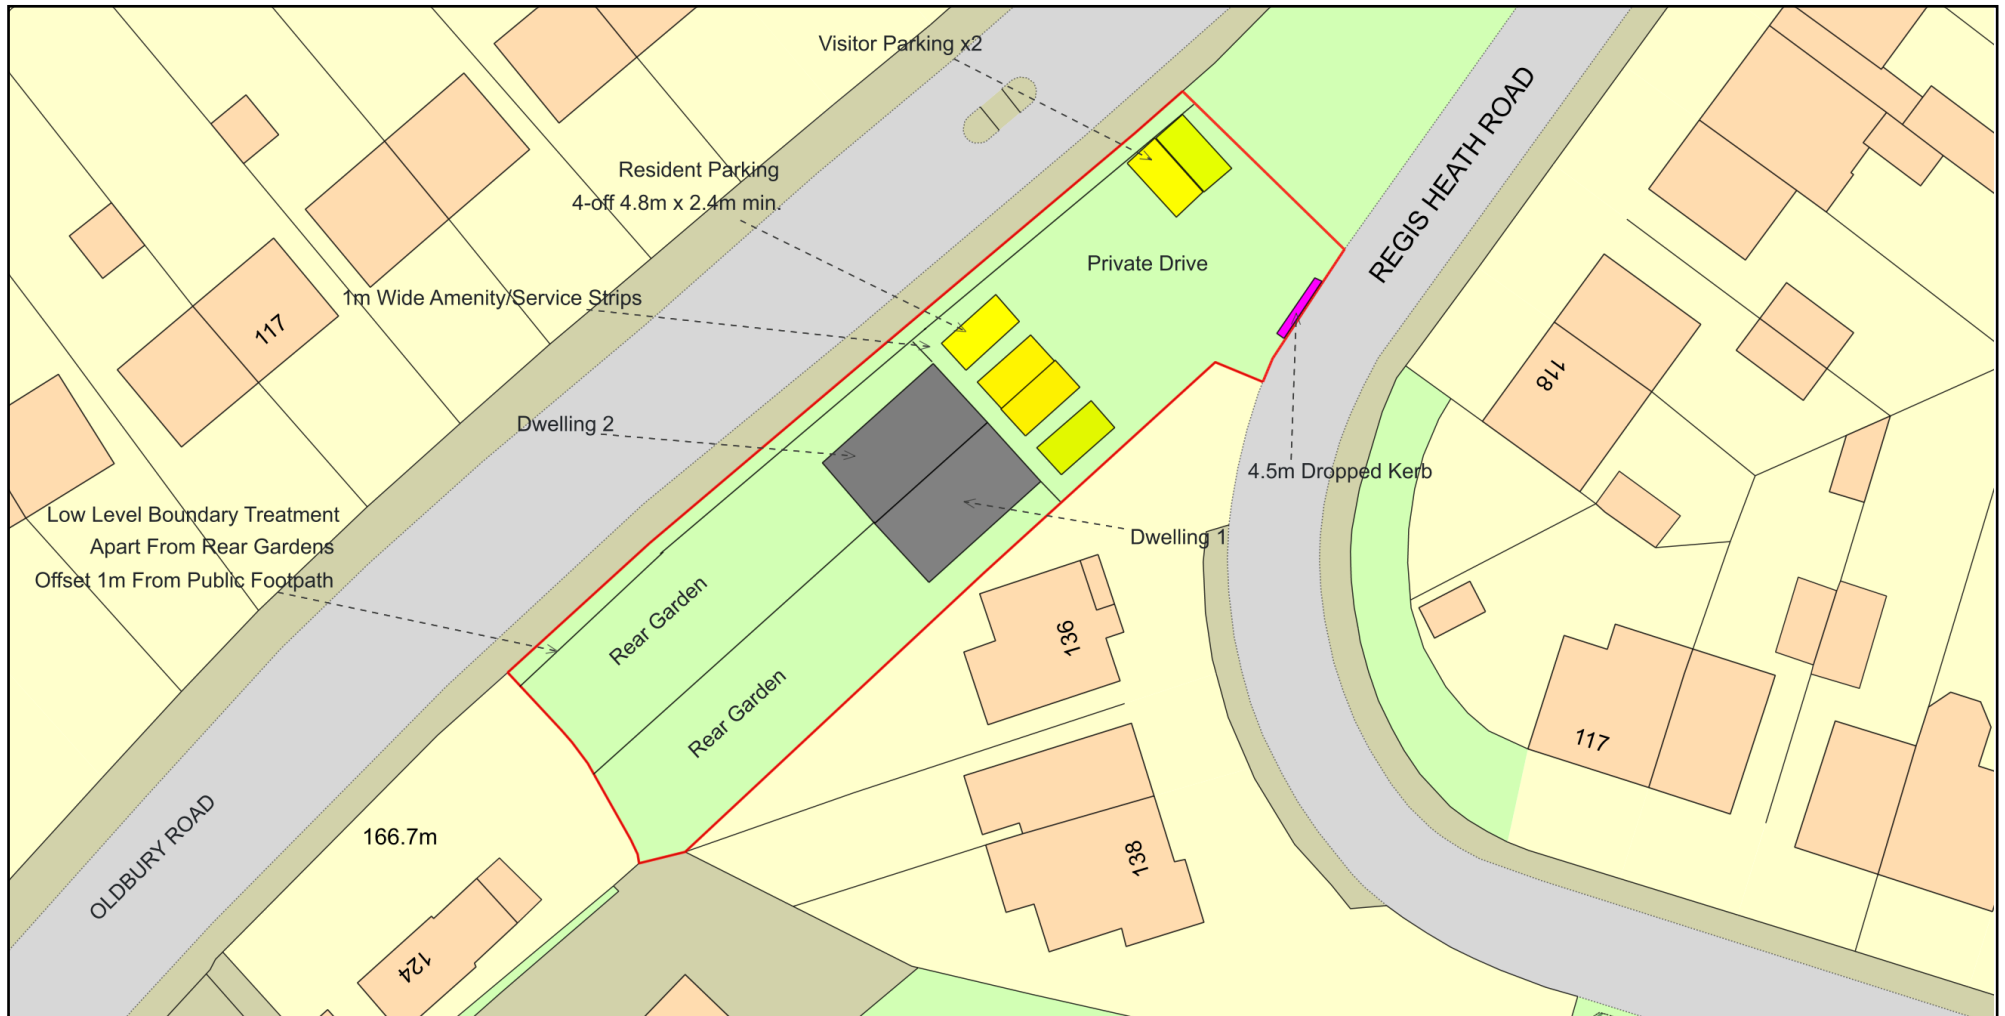 Visitor Parking x2
REGIS HEATH ROAD
Resident Parking
4-off 4.8m x 2.4m min.
Private Drive
1m Wide Amenity/Service Strips
117
118
Dwelling 2
4.5m Dropped Kerb
Low Level Boundary Treatment
Apart From Rear Gardens
Offset 1m From Public Footpath
Dwelling 1
Rear Garden
136
Rear Garden
117
166.7m
OLDBURY ROAD
138
124